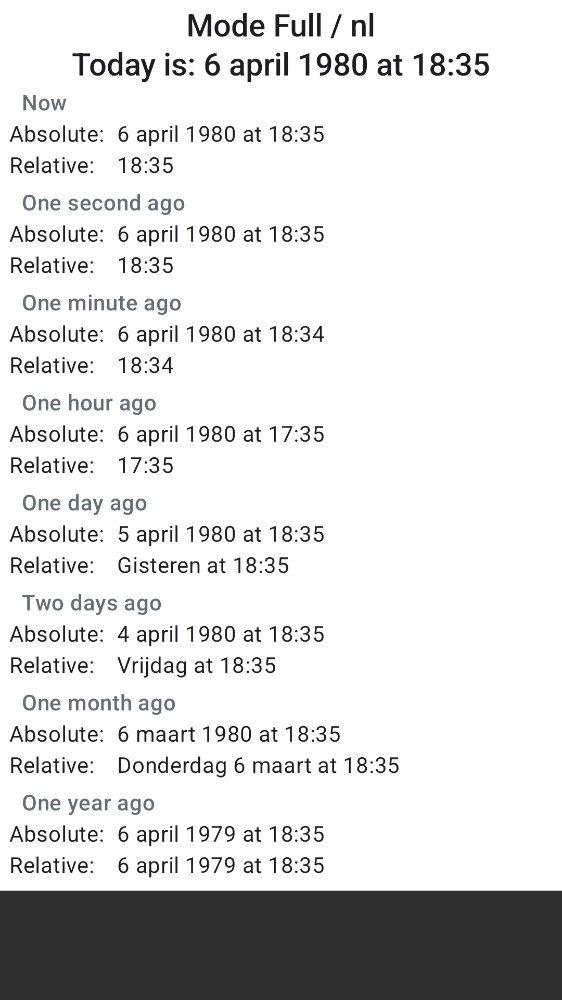 Mode Full / nl
Today is: 6 april 1980 at 18:35
Now
Absolute: 6 april 1980 at 18:35
Relative: 18:35
One second ago
Absolute: 6 april 1980 at 18:35
Relative: 18:35
One minute ago
Absolute: 6 april 1980 at 18:34
Relative: 18:34
One hour ago
Absolute: 6 april 1980 at 17:35
Relative: 17:35
One day ago
Absolute: 5 april 1980 at 18:35
Relative: Gisteren at 18:35
Two days ago
Absolute: 4 april 1980 at 18:35
Relative: Vrijdag at 18:35
One month ago
Absolute: 6 maart 1980 at 18:35
Relative: Donderdag 6 maart at 18:35
One year ago
Absolute: 6 april 1979 at 18:35
Relative: 6 april 1979 at 18:35